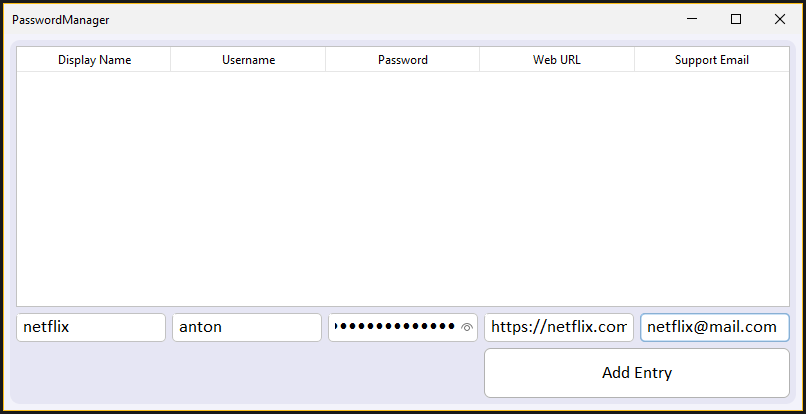 PasswordManager
Display Name Username Password Web URL Support Email
netflix anton ●●●●●●●●●●●●●● https://netflix.com netflix@mail.com
Add Entry